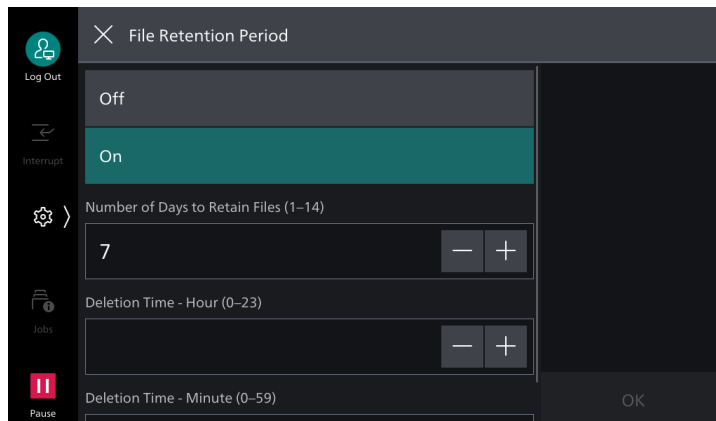 File Retention Period
Log Out
Off
Interrupt
On
Number of Days to Retain Files (1–14)
7
Deletion Time - Hour (0–23)
Jobs
Deletion Time - Minute (0–59)
OK
Pause